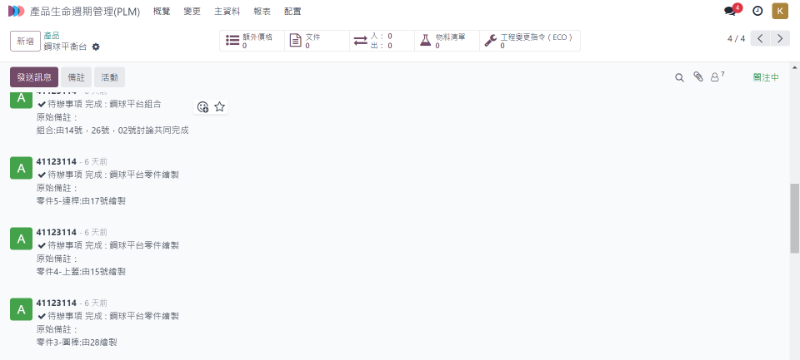 產品生命週期管理(PLM) 概覽 變更 主資料 報表 配置 4 K
新增 產品
鋼球平衡台
額外價格 0
文件 0
人： 0
出： 0
物料清單 0
工程變更指令（ECO） 0
4 / 4
發送訊息 備註 活動 7 關注中
A 41123114 - 6 天前
待辦事項 完成 : 鋼球平台組合
原始備註：
組合:由14號，26號，02號討論共同完成
A 41123114 - 6 天前
待辦事項 完成 : 鋼球平台零件繪製
原始備註：
零件5-連桿:由17號繪製
A 41123114 - 6 天前
待辦事項 完成 : 鋼球平台零件繪製
原始備註：
零件4-上蓋:由15號繪製
A 41123114 - 6 天前
待辦事項 完成 : 鋼球平台零件繪製
原始備註：
零件3-圓棒:由28繪製